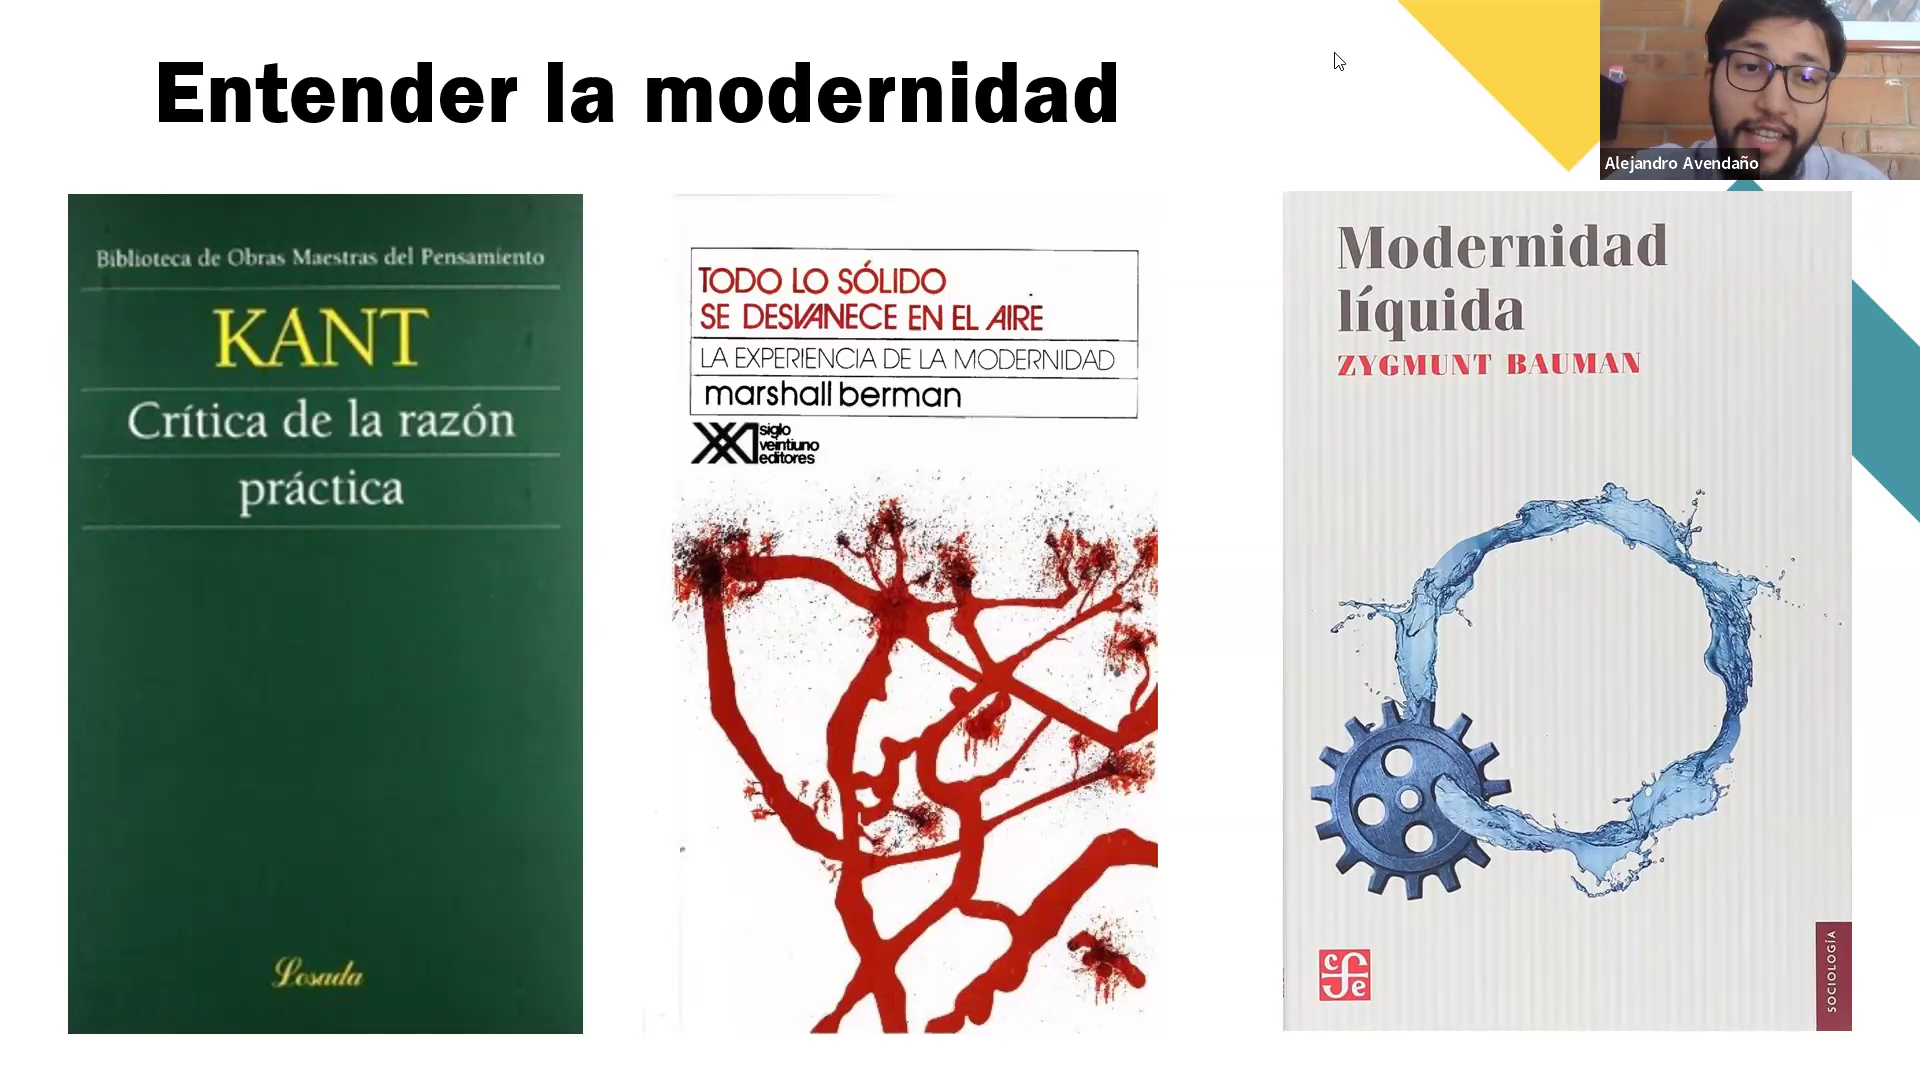 Entender la modernidad
Alejandro Avendaño
Biblioteca de Obras Maestras del Pensamiento
KANT
Crítica de la razón
práctica
Losada
TODO LO SÓLIDO
SE DESVANECE EN EL AIRE
LA EXPERIENCIA DE LA MODERNIDAD
marshall berman
siglo
veintiuno
editores
Modernidad
líquida
ZYGMUNT BAUMAN
cfe
SOCIOLOGÍA